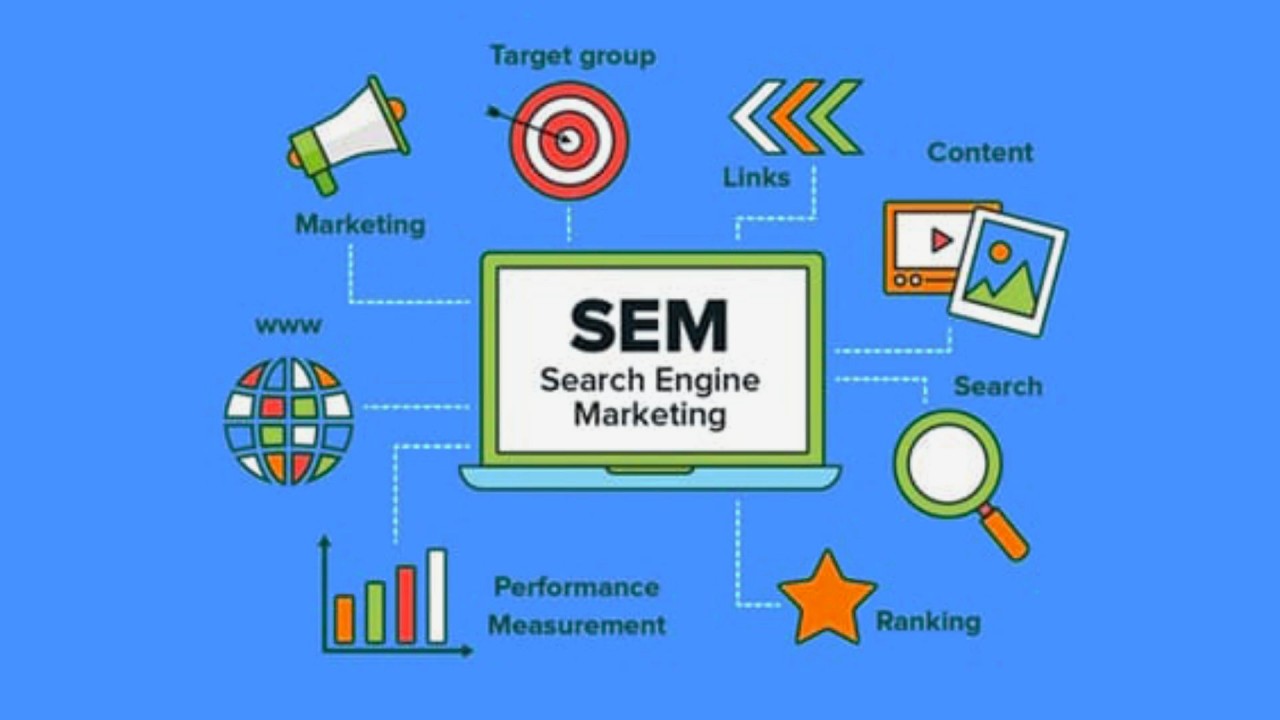 Target group
Links
Content
Marketing
www
SEM
Search Engine
Marketing
Search
Performance
Measurement
Ranking